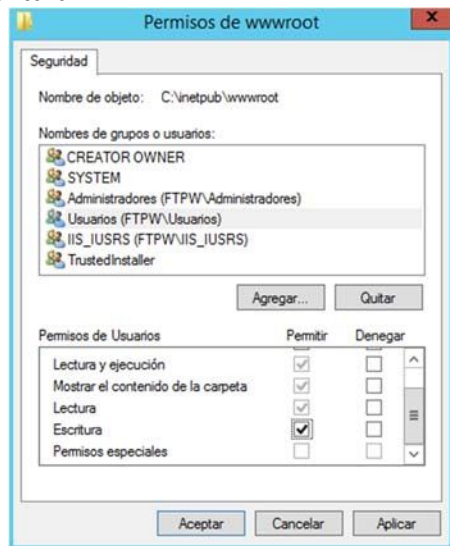 Permisos de wwwroot
x
Seguridad
Nombre de objeto: C:\inetpub\wwwroot
Nombres de grupos o usuarios:
CREATOR OWNER
SYSTEM
Administradores (FTPW\Administradores)
Usuarios (FTPW\Usuarios)
IIS_IUSRS (FTPW\IIS_IUSRS)
TrustedInstaller
Agregar... Quitar
Permisos de Usuarios Permitir Denegar
Lectura y ejecución
Mostrar el contenido de la carpeta
Lectura
Escritura
Permisos especiales
Aceptar Cancelar Aplicar